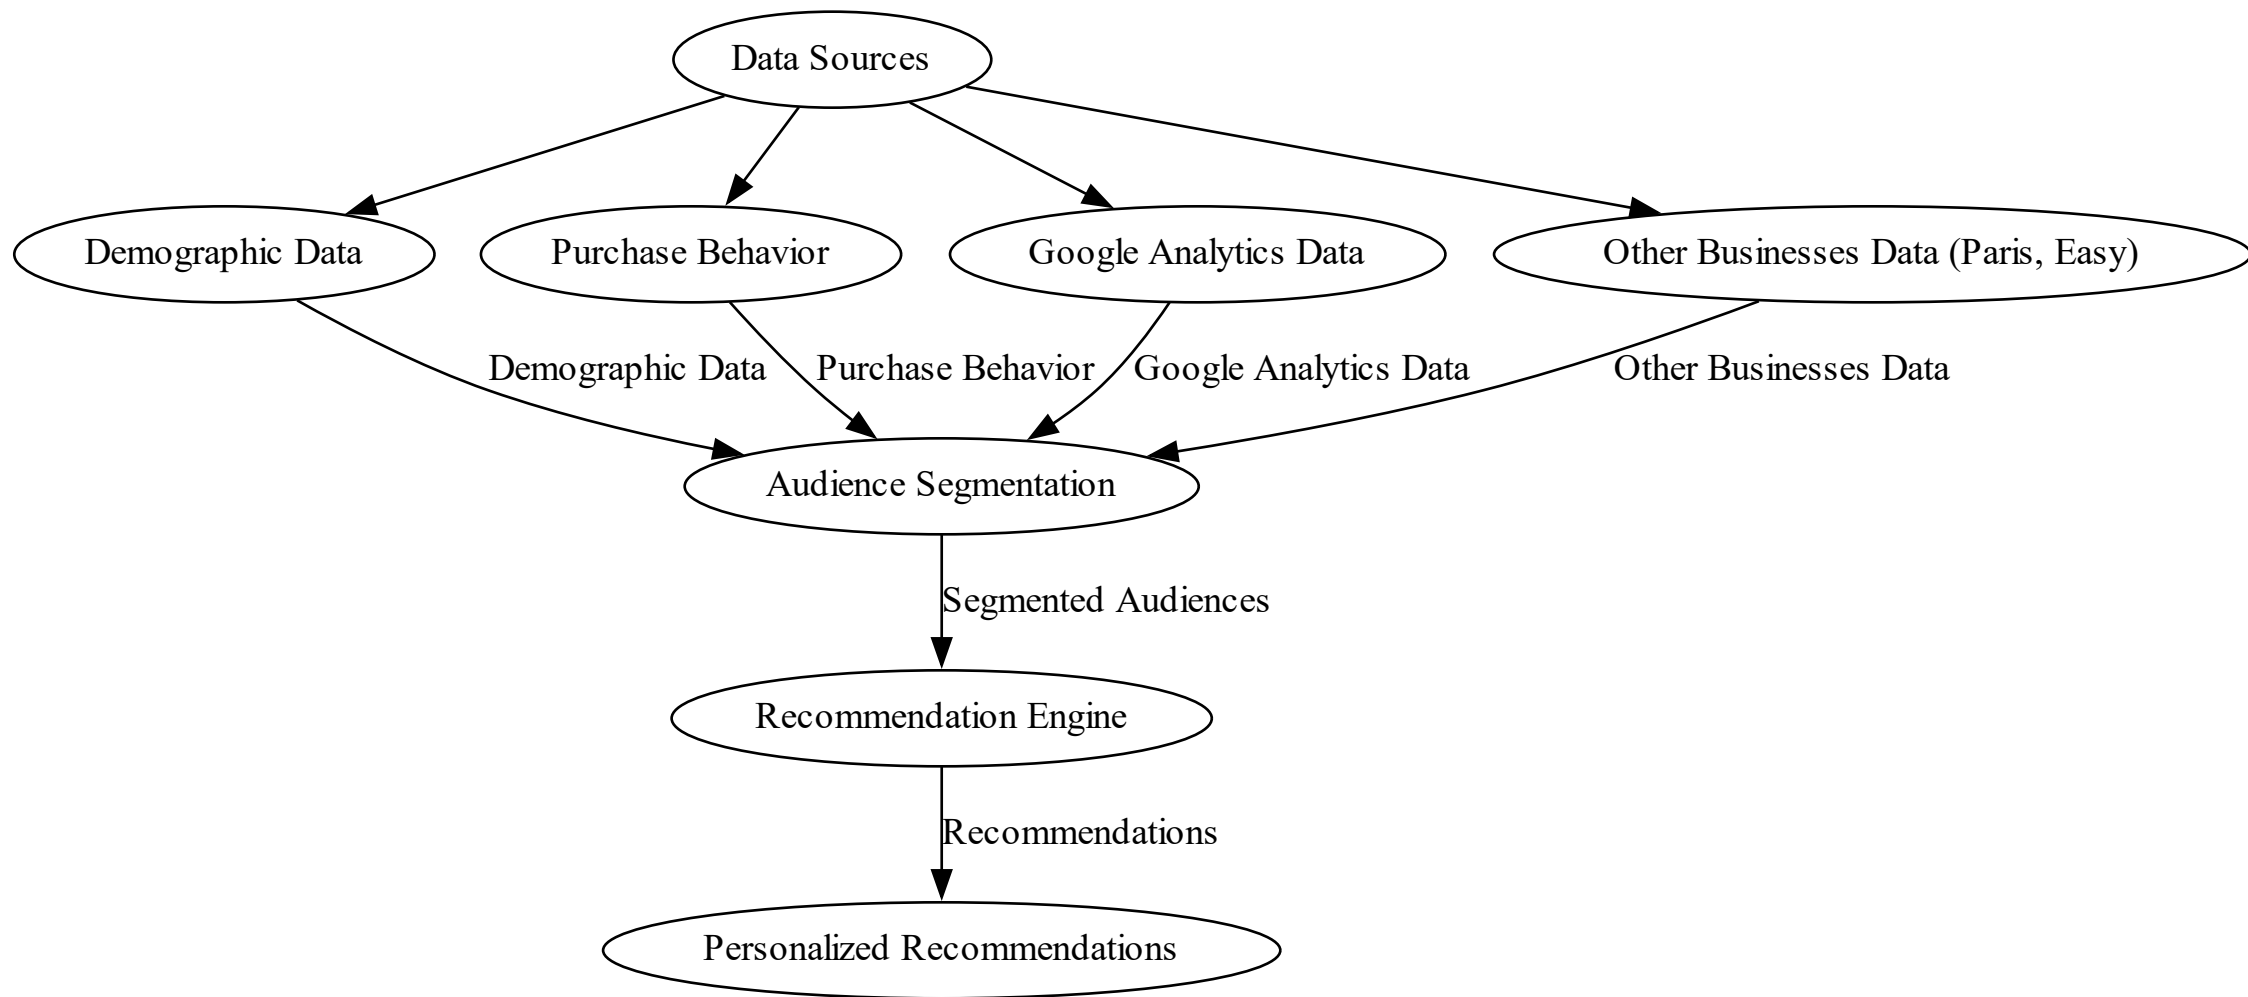 Data Sources
Demographic Data
Purchase Behavior
Google Analytics Data
Other Businesses Data (Paris, Easy)
Demographic Data
Purchase Behavior
Google Analytics Data
Other Businesses Data
Audience Segmentation
Segmented Audiences
Recommendation Engine
Recommendations
Personalized Recommendations